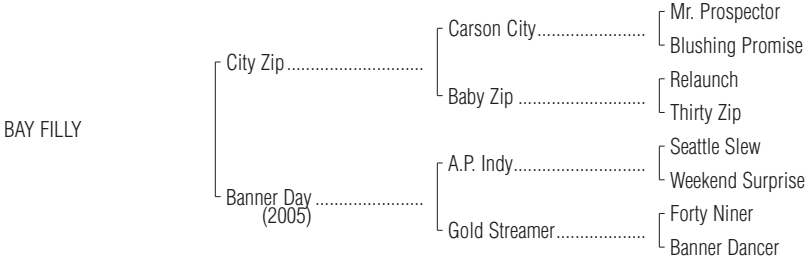 Mr. Prospector
Carson City.......................
Blushing Promise
City Zip .............................
Relaunch
Baby Zip ...........................
Thirty Zip
BAY FILLY
Seattle Slew
A.P. Indy............................
Weekend Surprise
Banner Day .......................
(2005)
Forty Niner
Gold Streamer...................
Banner Dancer